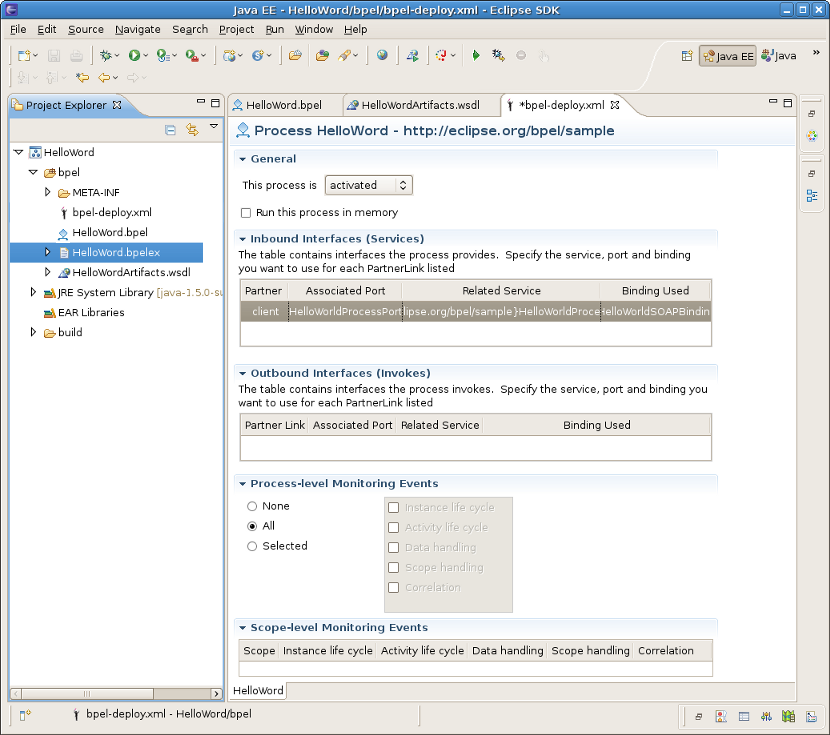 Java EE - HelloWord/bpel/bpel-deploy.xml - Eclipse SDK
File Edit Source Navigate Search Project Run Window Help
Java EE Java
Project Explorer
HelloWord
bpel
META-INF
bpel-deploy.xml
HelloWord.bpel
HelloWord.bpelex
HelloWordArtifacts.wsdl
JRE System Library [java-1.5.0-su
EAR Libraries
build
HelloWord.bpel HelloWordArtifacts.wsdl *bpel-deploy.xml
Process HelloWord - http://eclipse.org/bpel/sample
General
This process is activated
Run this process in memory
Inbound Interfaces (Services)
The table contains interfaces the process provides. Specify the service, port and binding
you want to use for each PartnerLink listed
Partner Associated Port Related Service Binding Used
client HelloWorldProcessPort lipse.org/bpel/sample}HelloWorldProce HelloWorldSOAPBindin
Outbound Interfaces (Invokes)
The table contains interfaces the process invokes. Specify the service, port and binding you
want to use for each PartnerLink listed
Partner Link Associated Port Related Service Binding Used
Process-level Monitoring Events
None
All
Selected
Instance life cycle
Activity life cycle
Data handling
Scope handling
Correlation
Scope-level Monitoring Events
Scope Instance life cycle Activity life cycle Data handling Scope handling Correlation
HelloWord
bpel-deploy.xml - HelloWord/bpel